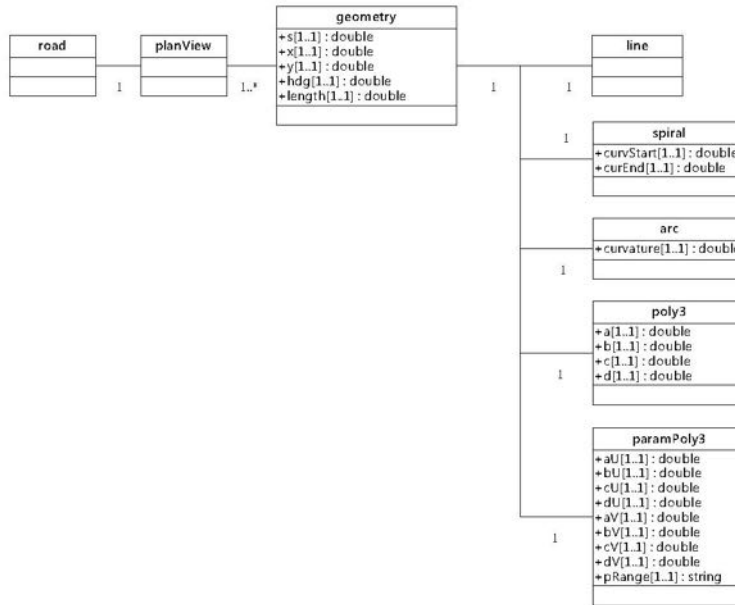 road
1
planView
1..*
geometry
+s[1..1] : double
+x[1..1] : double
+y[1..1] : double
+hdg[1..1] : double
+length[1..1] : double
1
1
line
1
spiral
+curvStart[1..1] : double
+curEnd[1..1] : double
1
arc
+curvature[1..1] : double
1
poly3
+a[1..1] : double
+b[1..1] : double
+c[1..1] : double
+d[1..1] : double
1
paramPoly3
+aU[1..1] : double
+bU[1..1] : double
+cU[1..1] : double
+dU[1..1] : double
+aV[1..1] : double
+bV[1..1] : double
+cV[1..1] : double
+dV[1..1] : double
+pRange[1..1] : string